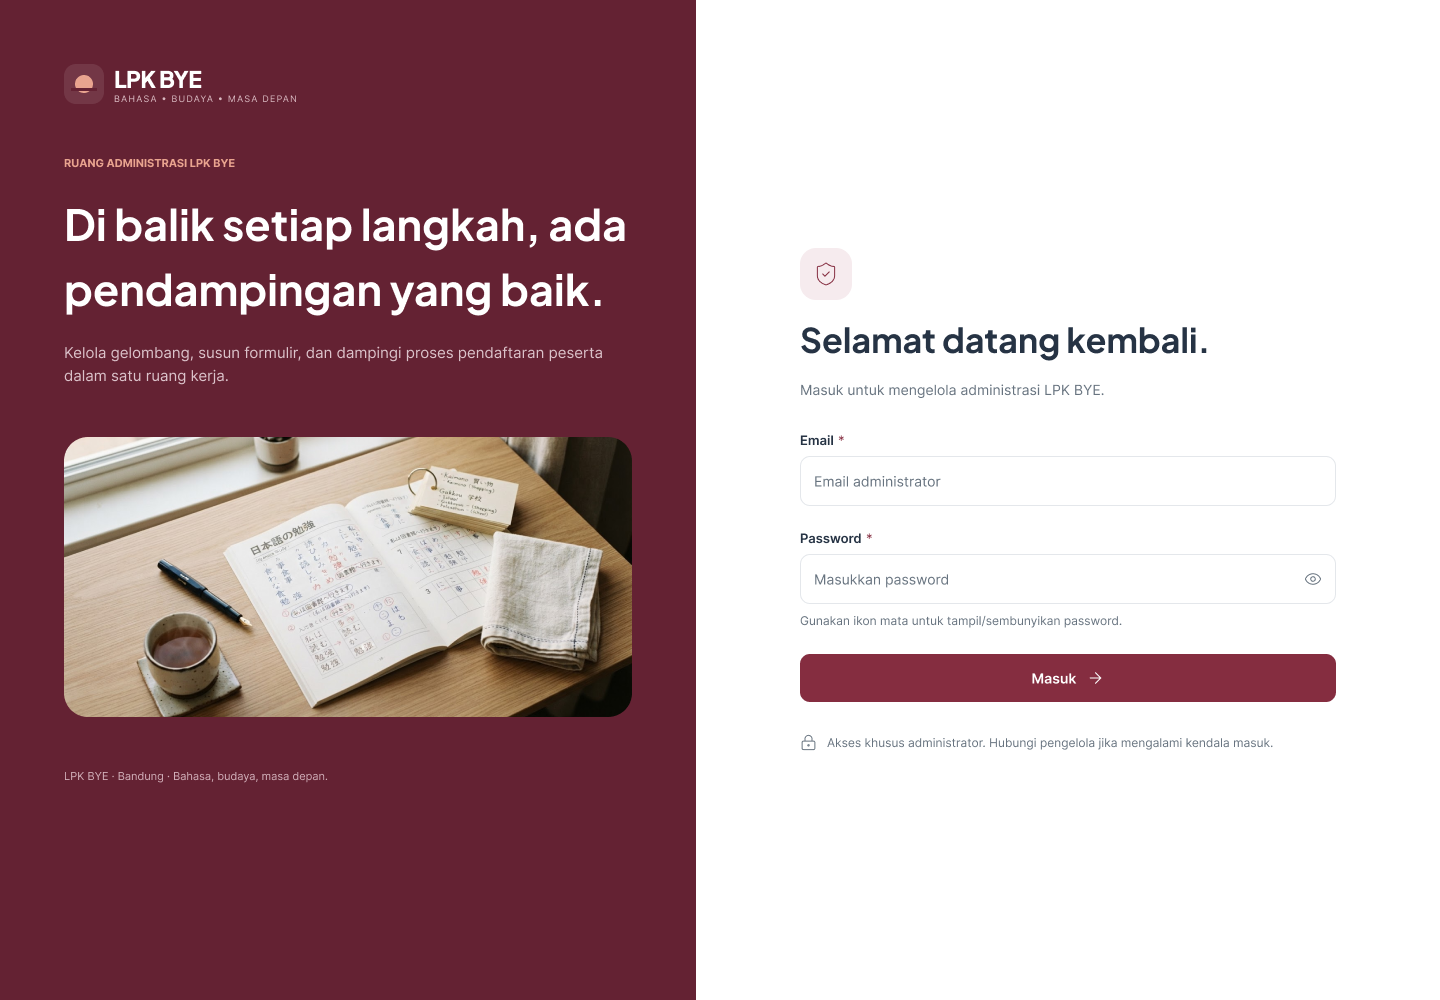 LPK BYE
BAHASA • BUDAYA • MASA DEPAN
RUANG ADMINISTRASI LPK BYE
Di balik setiap langkah, ada
pendampingan yang baik.
Kelola gelombang, susun formulir, dan dampingi proses pendaftaran peserta
dalam satu ruang kerja.
日本語の勉強
Gakkou 学校
LPK BYE · Bandung · Bahasa, budaya, masa depan.
Selamat datang kembali.
Masuk untuk mengelola administrasi LPK BYE.
Email *
Email administrator
Password *
Masukkan password
Gunakan ikon mata untuk tampil/sembunyikan password.
Masuk
Akses khusus administrator. Hubungi pengelola jika mengalami kendala masuk.